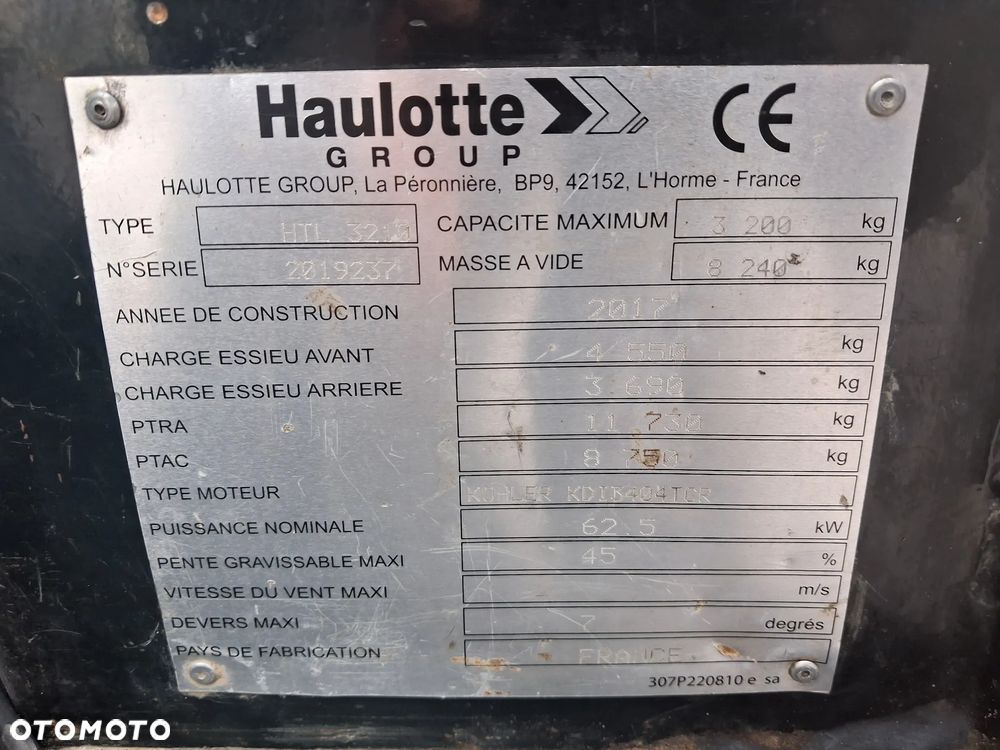 Haulotte
GROUP
CE
HAULOTTE GROUP, La Péronnière, BP9, 42152, L'Horme - France
TYPE HTL 3210 CAPACITE MAXIMUM 3 200 kg
N°SERIE 2019237 MASSE A VIDE 8 240 kg
ANNEE DE CONSTRUCTION 2017
CHARGE ESSIEU AVANT 4 550 kg
CHARGE ESSIEU ARRIERE 3 690 kg
PTRA 11 730 kg
PTAC 8 kg
TYPE MOTEUR KOHLER
PUISSANCE NOMINALE 62.5 kW
PENTE GRAVISSABLE MAXI 45 %
VITESSE DU VENT MAXI m/s
DEVERS MAXI 7 degrés
PAYS DE FABRICATION FRANCE
307P220810 e sa
OTOMOTO